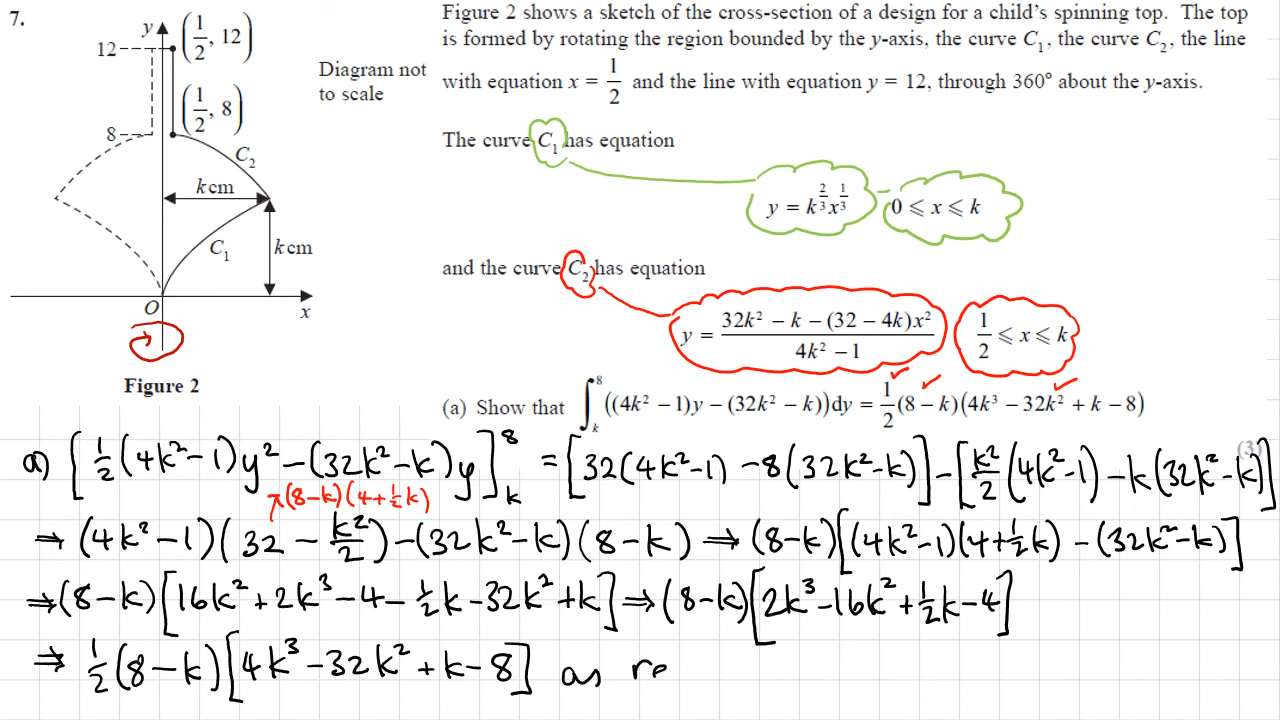 7.
Figure 2 shows a sketch of the cross-section of a design for a child's spinning top. The top
is formed by rotating the region bounded by the y-axis, the curve C₁, the curve C₂, the line
with equation x = 1/2 and the line with equation y = 12, through 360° about the y-axis.
y
12
(1/2, 12)
Diagram not
to scale
(1/2, 8)
8
C₂
k cm
C₁
k cm
O
x
Figure 2
The curve C₁ has equation
y = k^(2/3) x^(1/3) 0 ⩽ x ⩽ k
and the curve C₂ has equation
y = (32k² − k − (32 − 4k)x²)/(4k² − 1) 1/2 ⩽ x ⩽ k
(a) Show that ∫_k^8 ((4k² − 1)y − (32k² − k))dy = 1/2(8 − k)(4k³ − 32k² + k − 8)
(3)
a) [½(4k²−1)y² −(32k²−k)y]_k^8 = [32(4k²−1) −8(32k²−k)] − [k²/2(4k²−1) −k(32k²−k)]
(8−k)(4+½k)
⇒ (4k²−1)(32 − k²/2) −(32k²−k)(8−k) ⇒ (8−k)[(4k²−1)(4+½k) −(32k²−k)]
⇒ (8−k)[16k²+2k³−4−½k−32k²+k] ⇒ (8−k)[2k³−16k²+½k−4]
⇒ ½(8−k)[4k³−32k²+k−8] as re